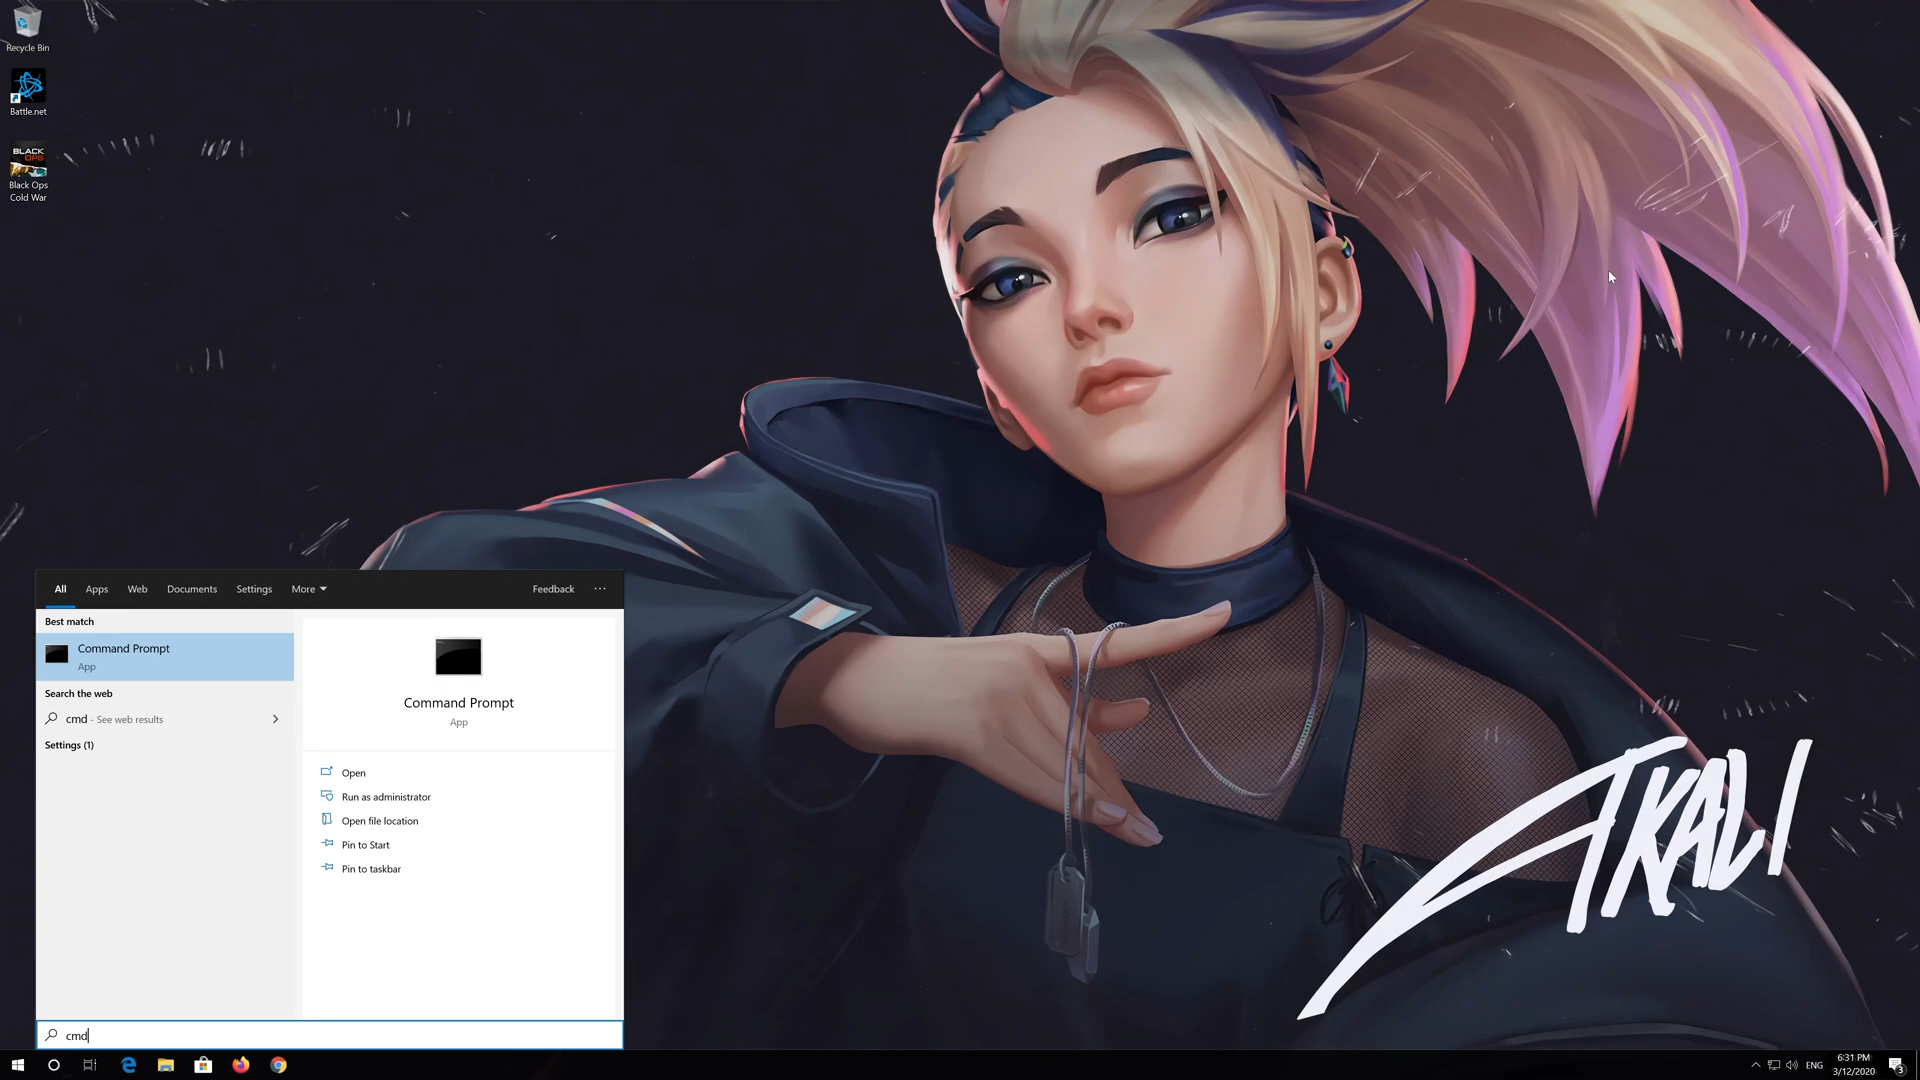 Recycle Bin
Battle.net
BLACK
OPS
Black Ops
Cold War
AKALI
All
Apps
Web
Documents
Settings
More
Feedback
...
Best match
Command Prompt
App
Search the web
cmd - See web results
Settings (1)
Command Prompt
App
Open
Run as administrator
Open file location
Pin to Start
Pin to taskbar
cmd
ENG
6:31 PM
3/12/2020
3